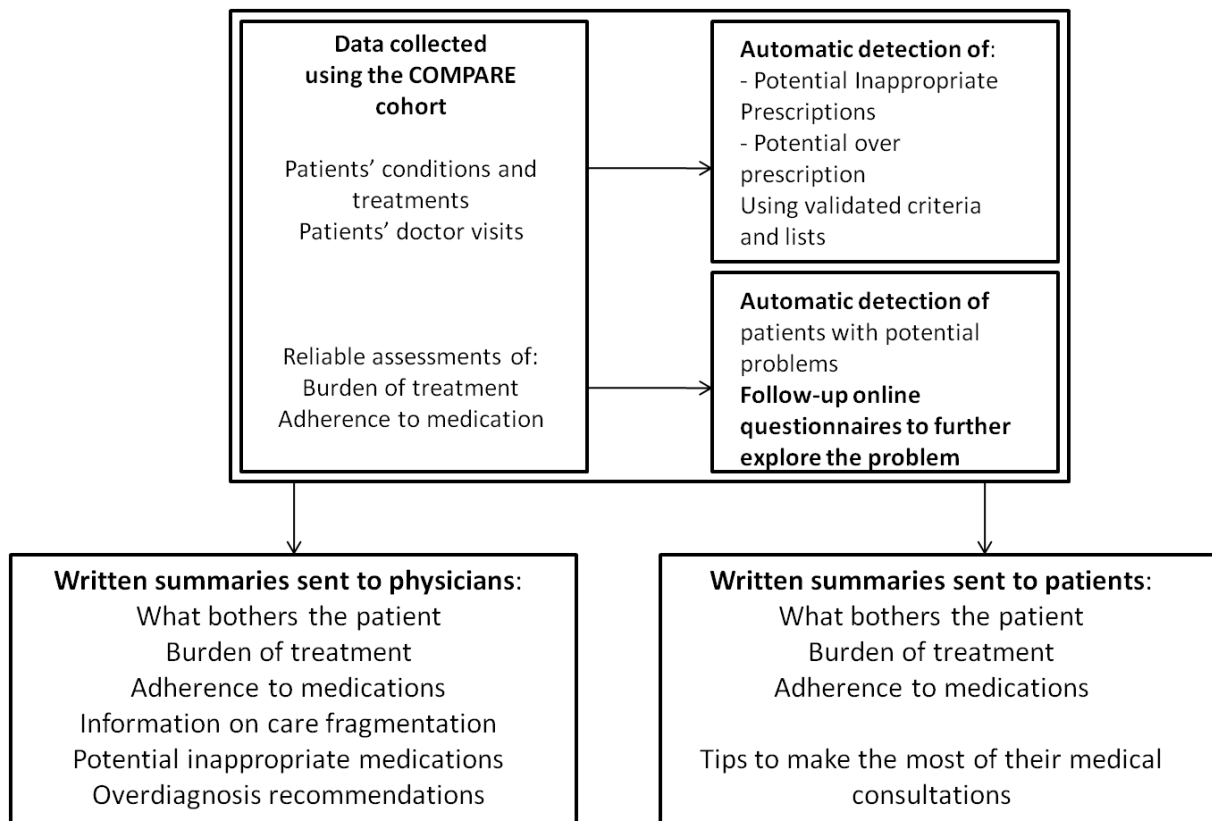 Data collected
using the COMPARE
cohort
Patients’ conditions and
treatments
Patients’ doctor visits
Reliable assessments of:
Burden of treatment
Adherence to medication
Automatic detection of:
- Potential Inappropriate
Prescriptions
- Potential over
prescription
Using validated criteria
and lists
Automatic detection of
patients with potential
problems
Follow-up online
questionnaires to further
explore the problem
Written summaries sent to physicians:
What bothers the patient
Burden of treatment
Adherence to medications
Information on care fragmentation
Potential inappropriate medications
Overdiagnosis recommendations
Written summaries sent to patients:
What bothers the patient
Burden of treatment
Adherence to medications
Tips to make the most of their medical
consultations